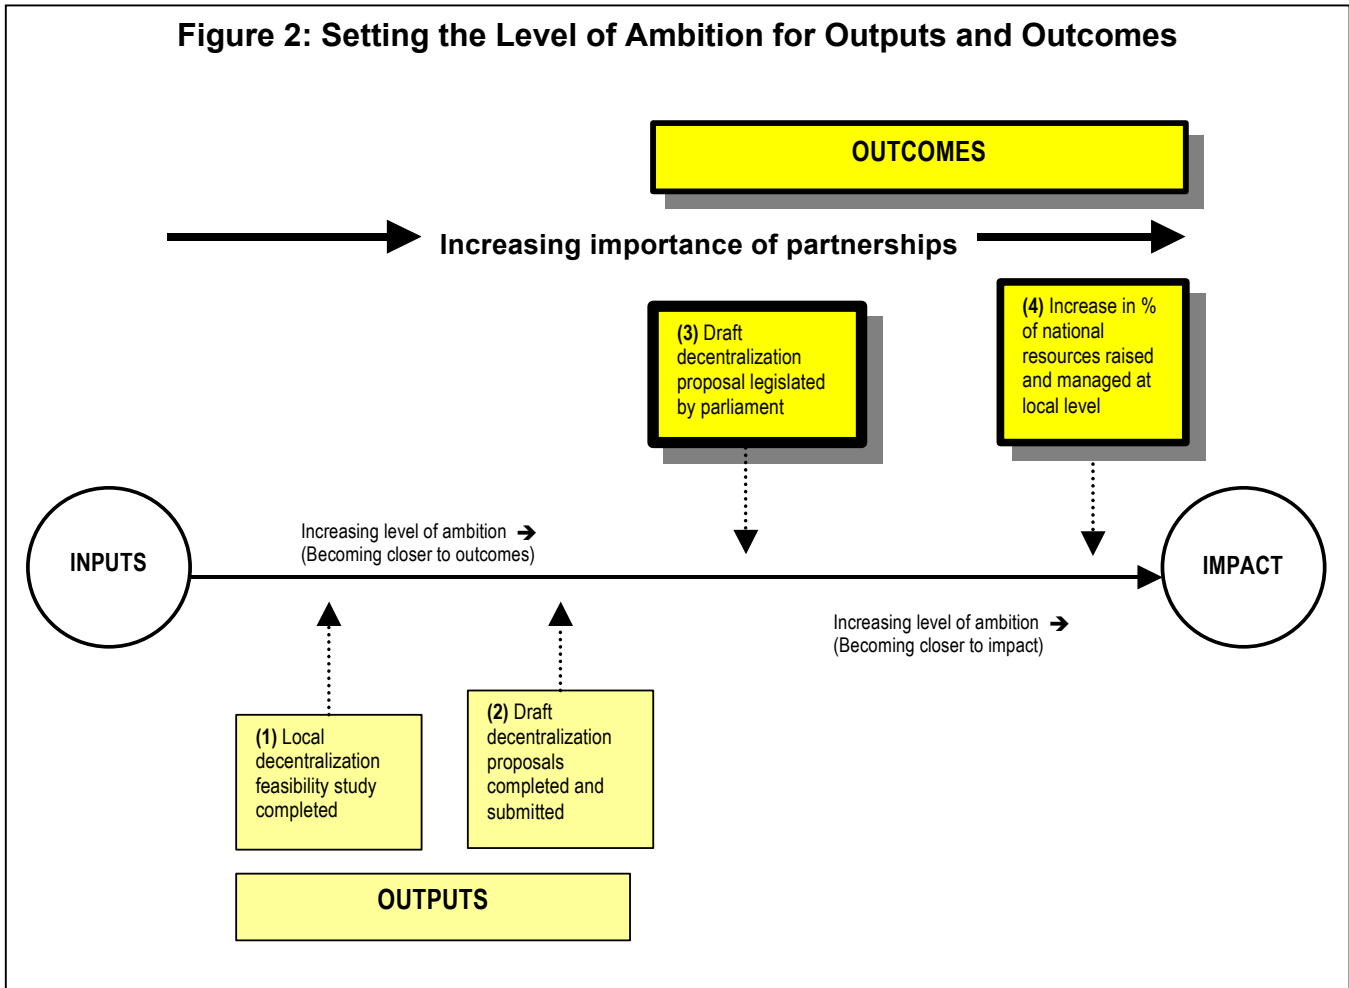 Figure 2: Setting the Level of Ambition for Outputs and Outcomes
OUTCOMES
Increasing importance of partnerships
(3) Draft
decentralization
proposal legislated
by parliament
(4) Increase in %
of national
resources raised
and managed at
local level
INPUTS
Increasing level of ambition ➔
(Becoming closer to outcomes)
IMPACT
Increasing level of ambition ➔
(Becoming closer to impact)
(1) Local
decentralization
feasibility study
completed
(2) Draft
decentralization
proposals
completed and
submitted
OUTPUTS